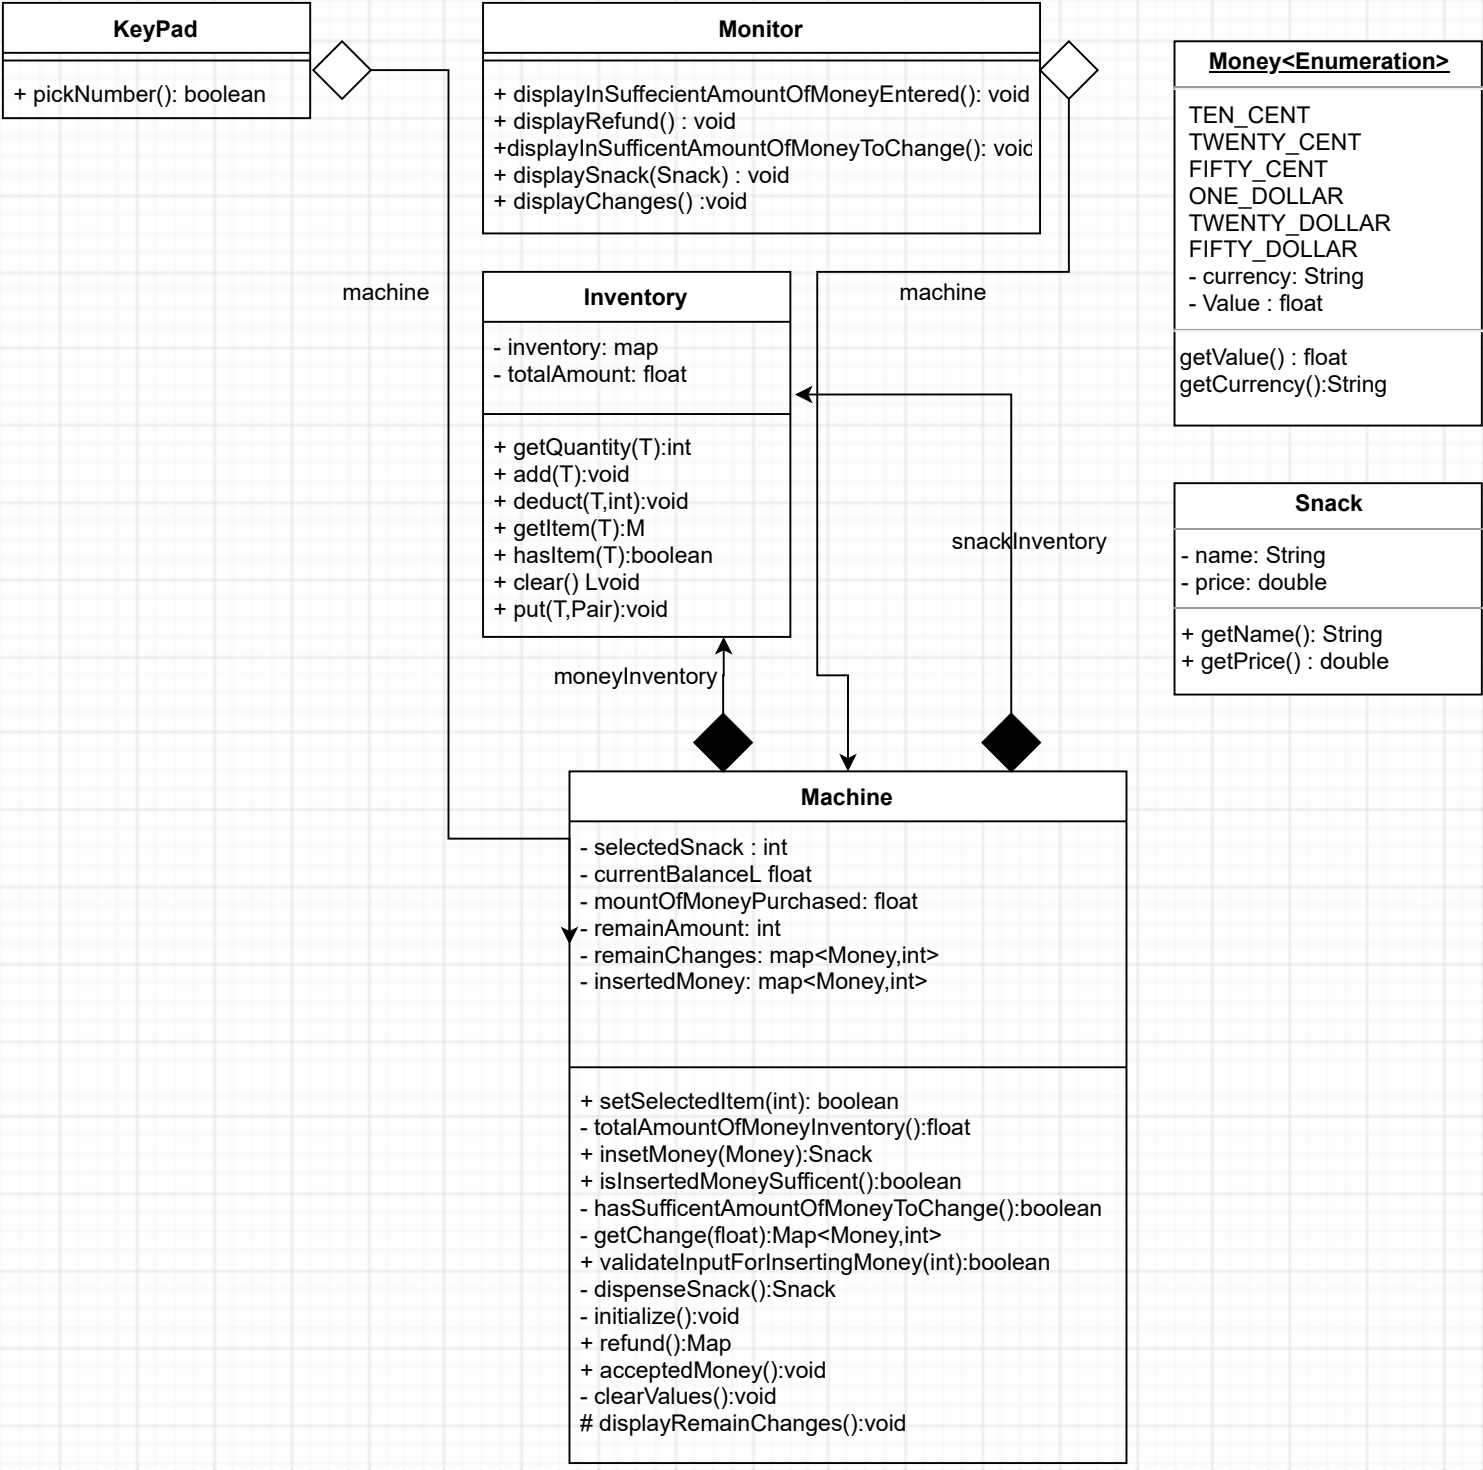 KeyPad
+ pickNumber(): boolean
Monitor
+ displayInSuffecientAmountOfMoneyEntered(): void
+ displayRefund() : void
+displayInSufficentAmountOfMoneyToChange(): void
+ displaySnack(Snack) : void
+ displayChanges() :void
Money<Enumeration>
TEN_CENT
TWENTY_CENT
FIFTY_CENT
ONE_DOLLAR
TWENTY_DOLLAR
FIFTY_DOLLAR
- currency: String
- Value : float
getValue() : float
getCurrency():String
machine
machine
Inventory
- inventory: map
- totalAmount: float
+ getQuantity(T):int
+ add(T):void
+ deduct(T,int):void
+ getItem(T):M
+ hasItem(T):boolean
+ clear() Lvoid
+ put(T,Pair):void
snackInventory
Snack
- name: String
- price: double
+ getName(): String
+ getPrice() : double
moneyInventory
Machine
- selectedSnack : int
- currentBalanceL float
- mountOfMoneyPurchased: float
- remainAmount: int
- remainChanges: map<Money,int>
- insertedMoney: map<Money,int>
+ setSelectedItem(int): boolean
- totalAmountOfMoneyInventory():float
+ insetMoney(Money):Snack
+ isInsertedMoneySufficent():boolean
- hasSufficentAmountOfMoneyToChange():boolean
- getChange(float):Map<Money,int>
+ validateInputForInsertingMoney(int):boolean
- dispenseSnack():Snack
- initialize():void
+ refund():Map
+ acceptedMoney():void
- clearValues():void
# displayRemainChanges():void